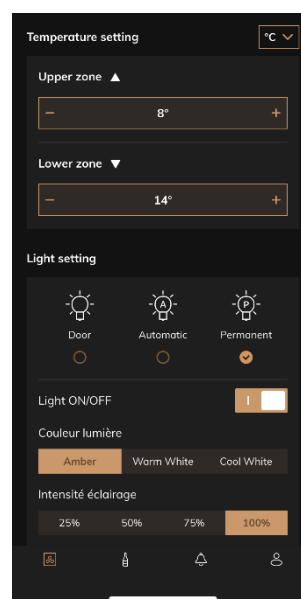 Temperature setting °C
Upper zone ▲
− 8° +
Lower zone ▼
− 14° +
Light setting
A P
Door Automatic Permanent
Light ON/OFF I
Couleur lumière
Amber Warm White Cool White
Intensité éclairage
25% 50% 75% 100%